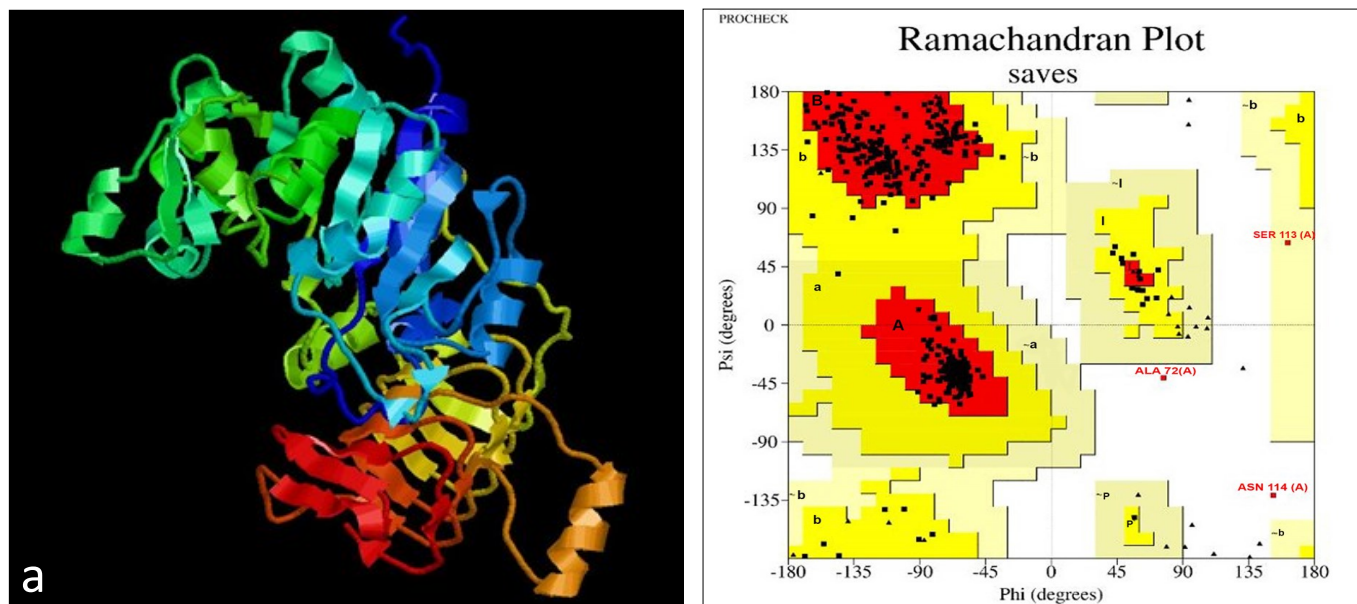 a
PROCHECK
Ramachandran Plot
saves
180
B
~b
b
135
b
~b
90
~l
l
SER 113 (A)
45
a
L
0
A
~a
ALA 72(A)
-45
-90
-135
~b
~P
ASN 114 (A)
b
P
~b
-180 -135 -90 -45 0 45 90 135 180
Psi (degrees)
Phi (degrees)